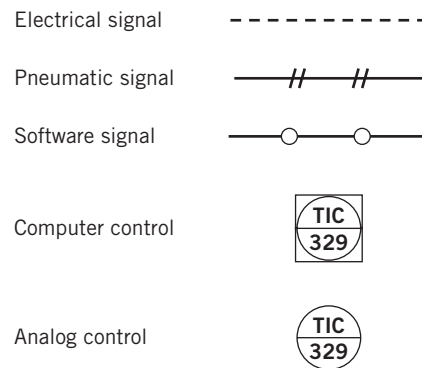 Electrical signal
Pneumatic signal
Software signal
Computer control
TIC
329
Analog control
TIC
329